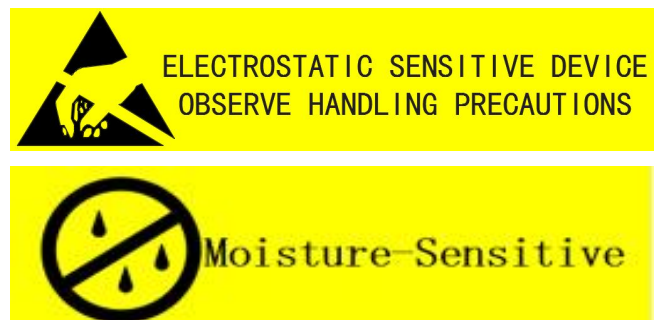 ELECTROSTATIC SENSITIVE DEVICE
OBSERVE HANDLING PRECAUTIONS
Moisture-Sensitive